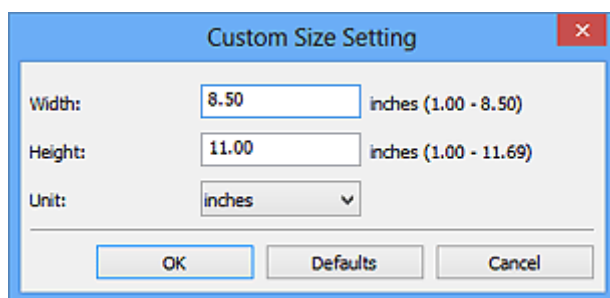 Custom Size Setting
Width: 8.50 inches (1.00 - 8.50)
Height: 11.00 inches (1.00 - 11.69)
Unit: inches
OK Defaults Cancel